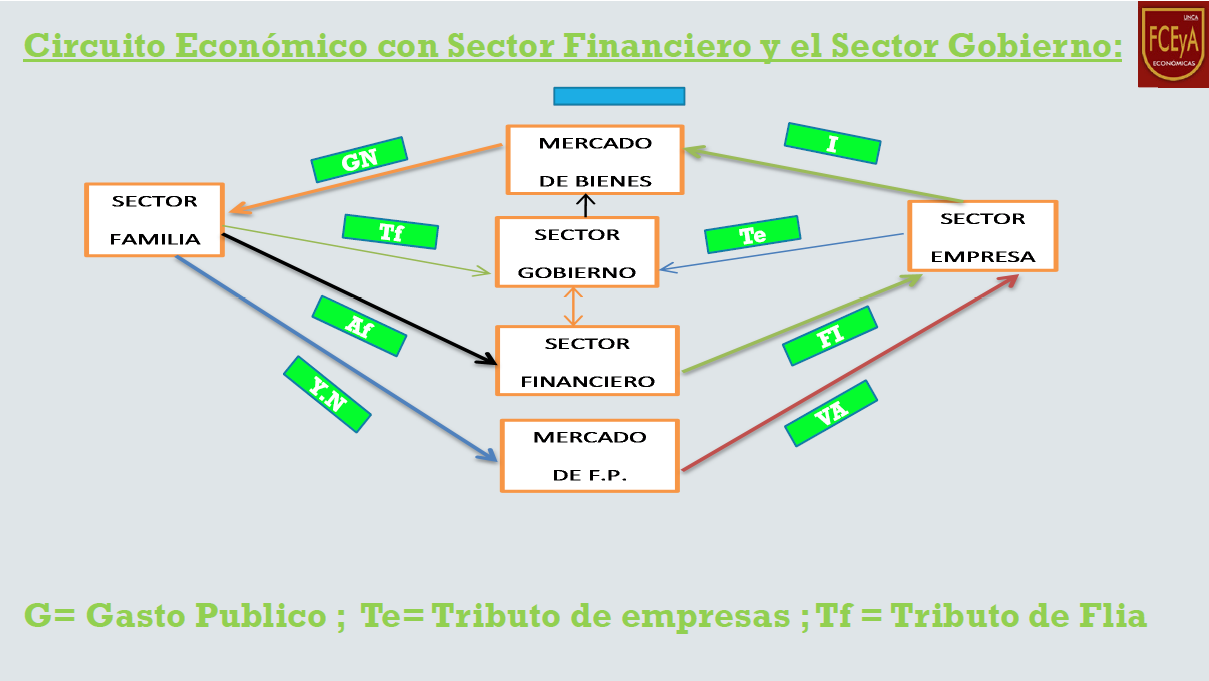 Circuito Económico con Sector Financiero y el Sector Gobierno:
UNCA
FCEyA
ECONÓMICAS
MERCADO
DE BIENES
I
GN
SECTOR
FAMILIA
Tf
SECTOR
GOBIERNO
Te
SECTOR
EMPRESA
Af
SECTOR
FINANCIERO
FI
Y.N
MERCADO
DE F.P.
VA
G= Gasto Publico ; Te= Tributo de empresas ; Tf = Tributo de Flia